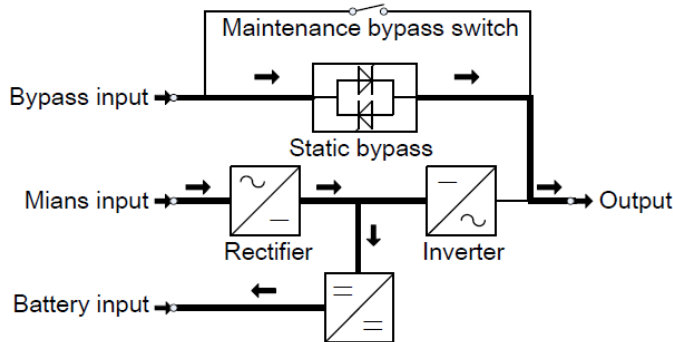 Maintenance bypass switch
Bypass input
Static bypass
Mians input
Output
Rectifier
Inverter
Battery input